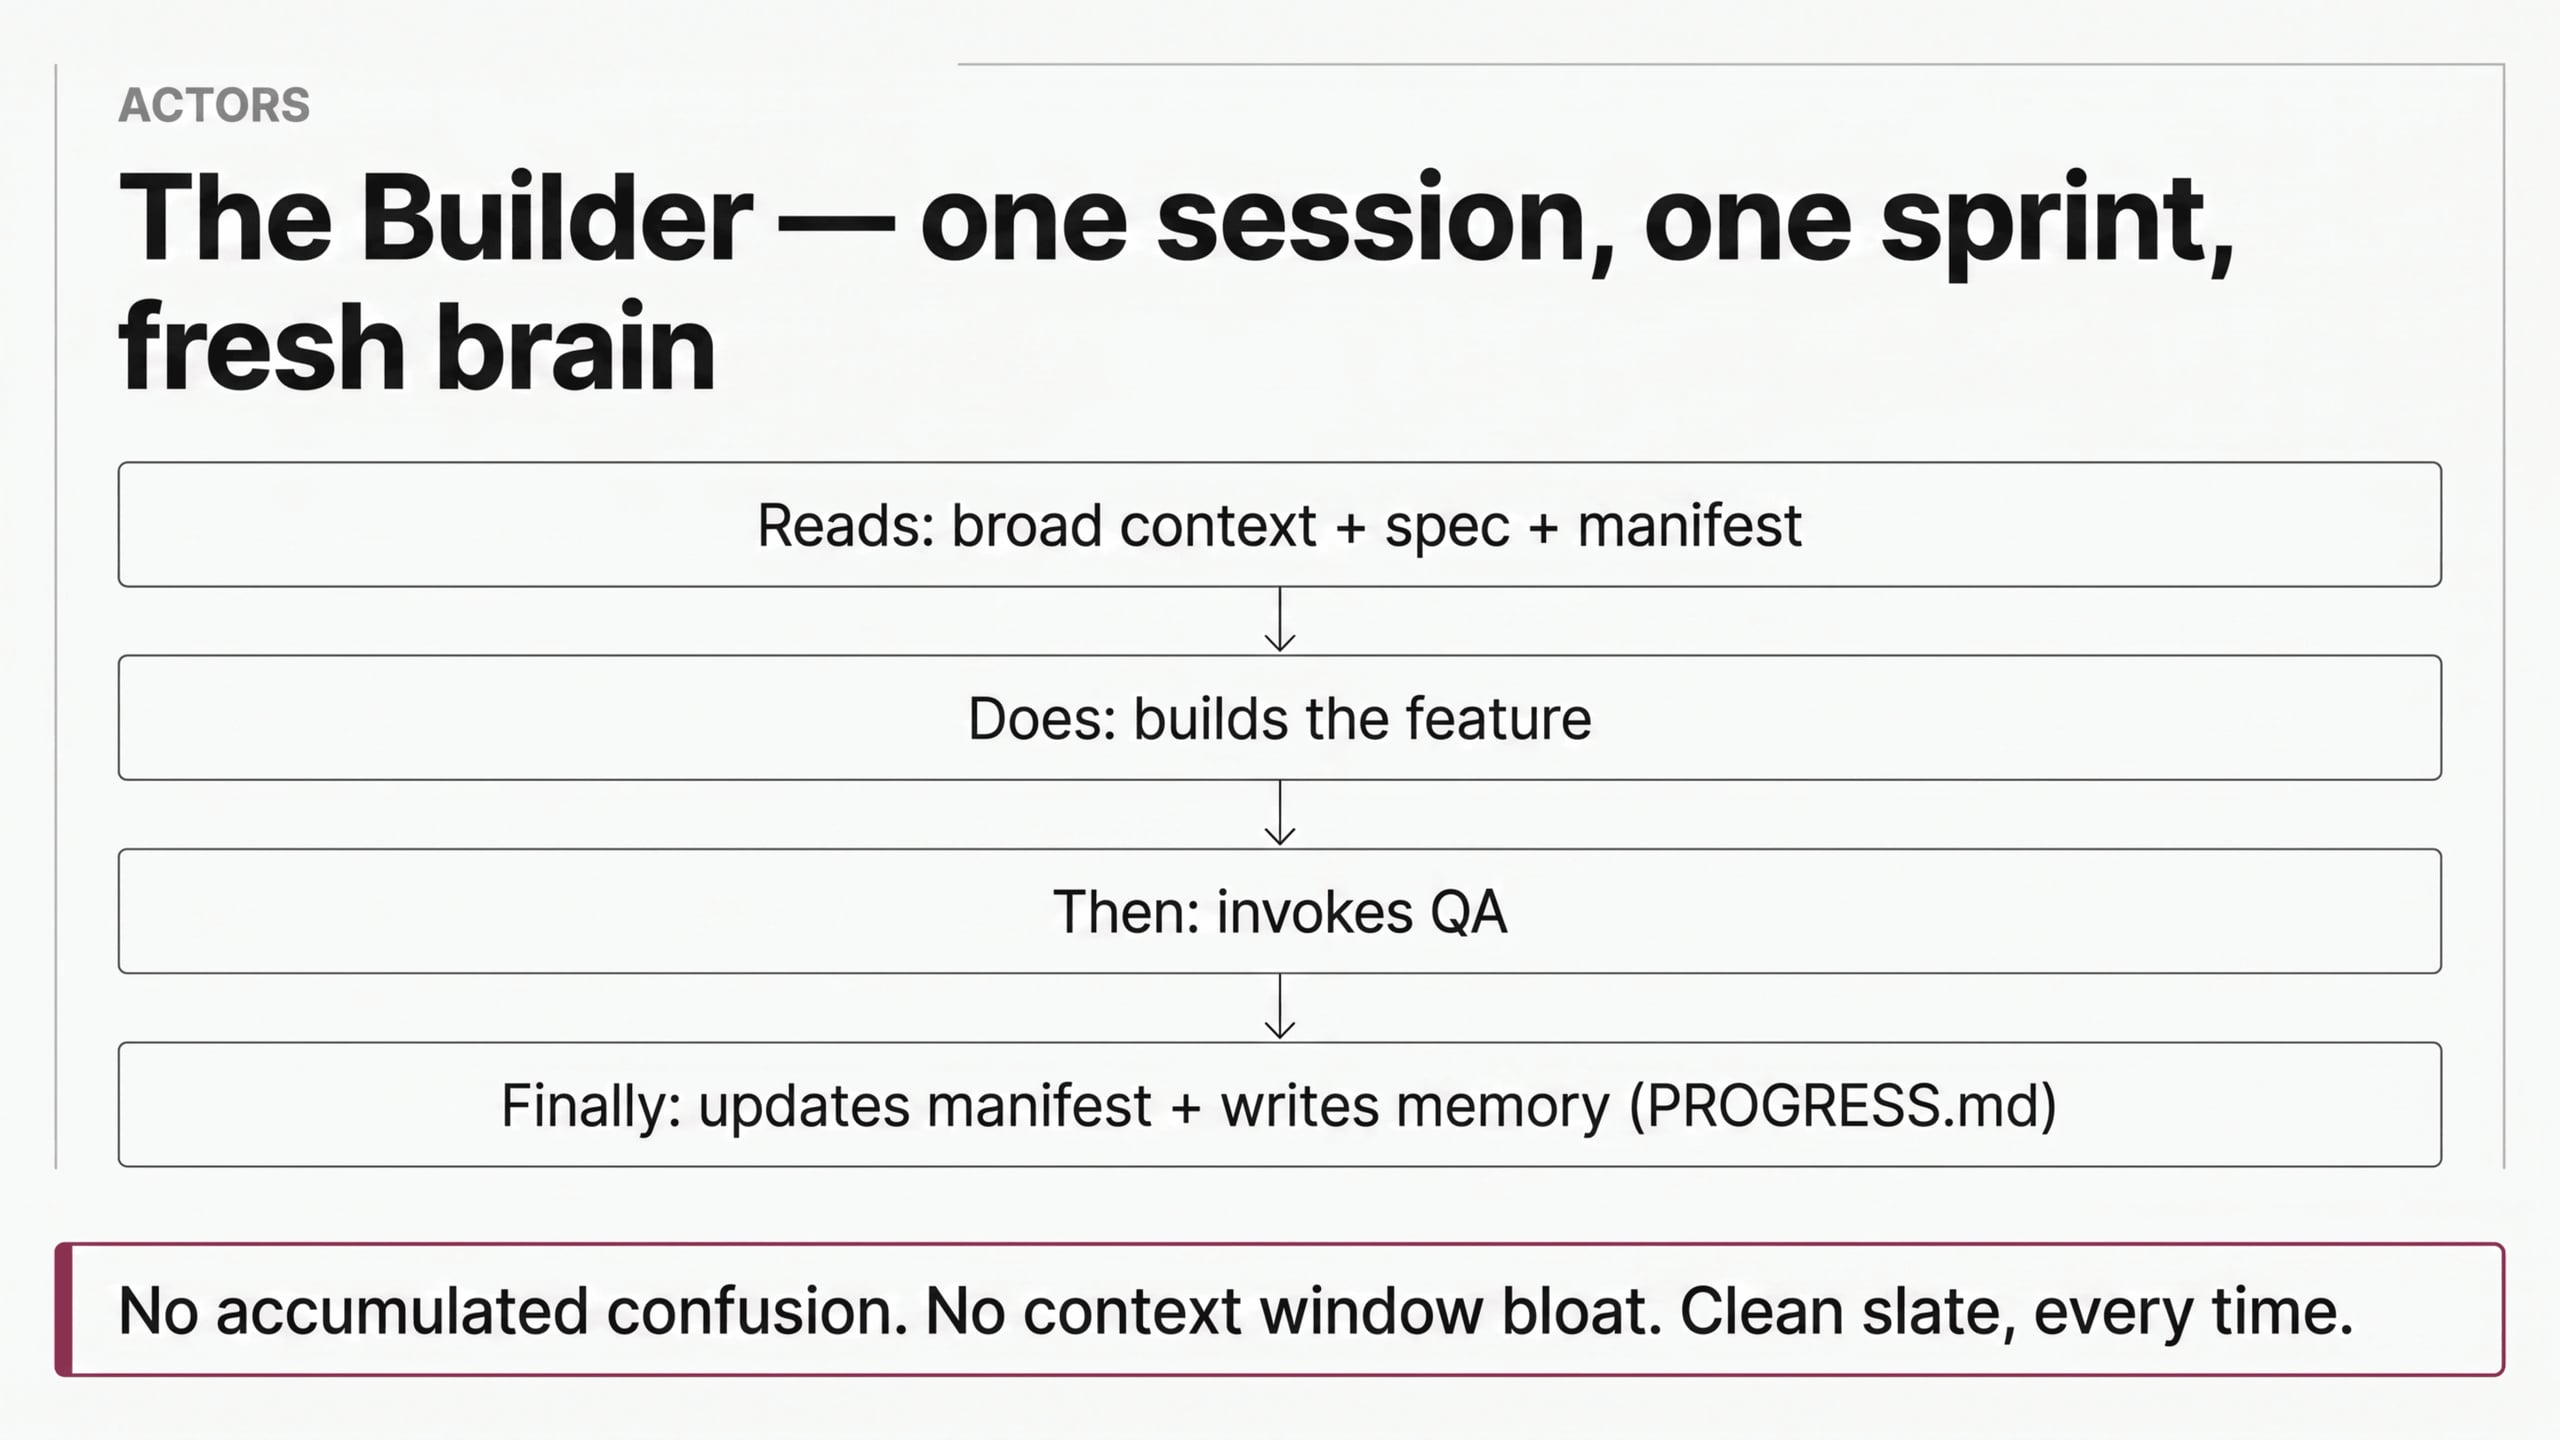 ACTORS
The Builder — one session, one sprint,
fresh brain
Reads: broad context + spec + manifest
Does: builds the feature
Then: invokes QA
Finally: updates manifest + writes memory (PROGRESS.md)
No accumulated confusion. No context window bloat. Clean slate, every time.